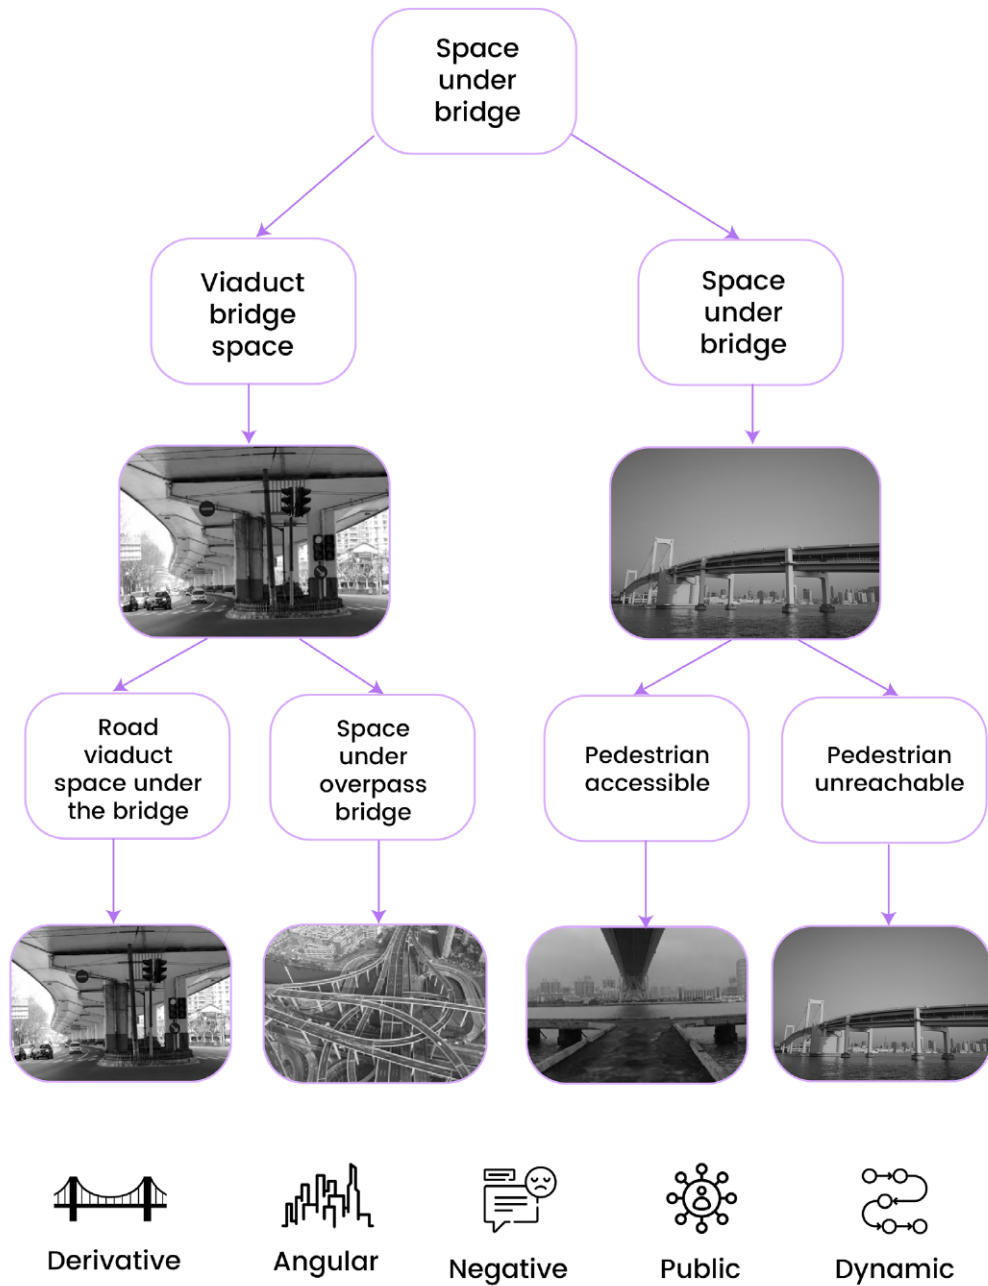 Space
under
bridge
Viaduct
bridge
space
Space
under
bridge
Road
viaduct
space under
the bridge
Space
under
overpass
bridge
Pedestrian
accessible
Pedestrian
unreachable
Derivative
Angular
Negative
Public
Dynamic